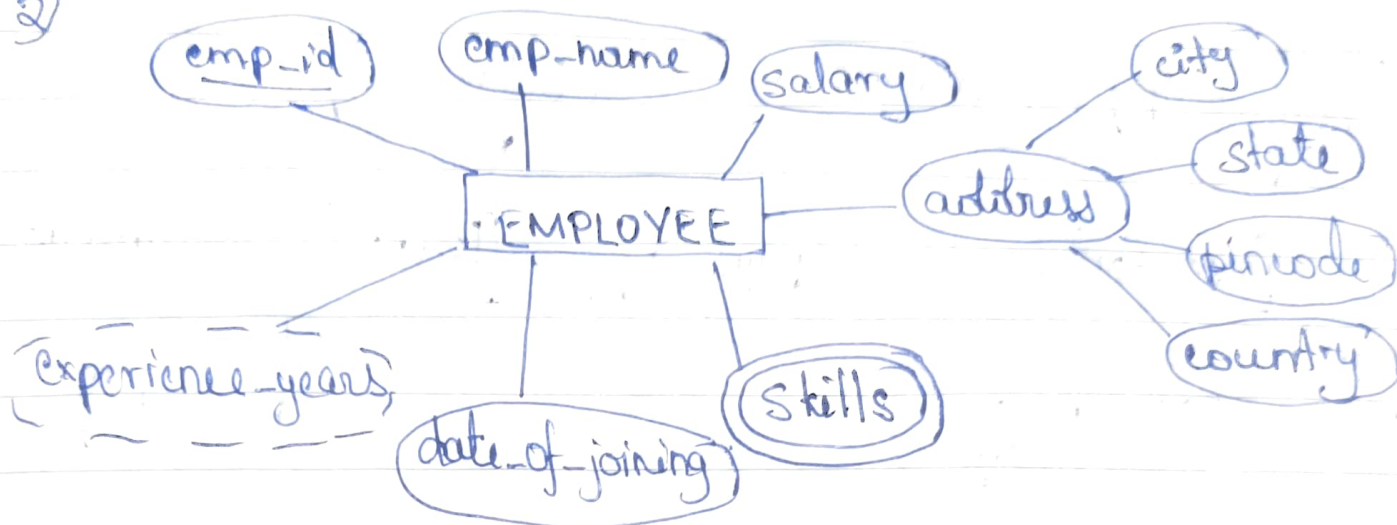 2)
emp_id
emp_name
salary
city
state
address
EMPLOYEE
pincode
country
experience_years
skills
date_of_joining